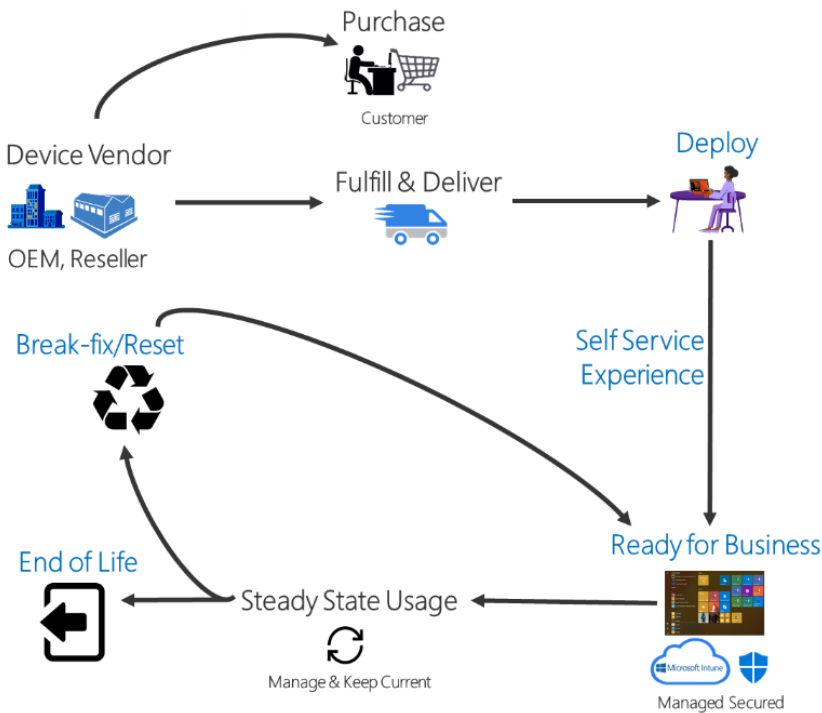 Purchase
Customer
Device Vendor
OEM, Reseller
Fulfill & Deliver
Deploy
Self Service
Experience
Break-fix/Reset
Ready for Business
Microsoft Intune
Managed Secured
Steady State Usage
Manage & Keep Current
End of Life